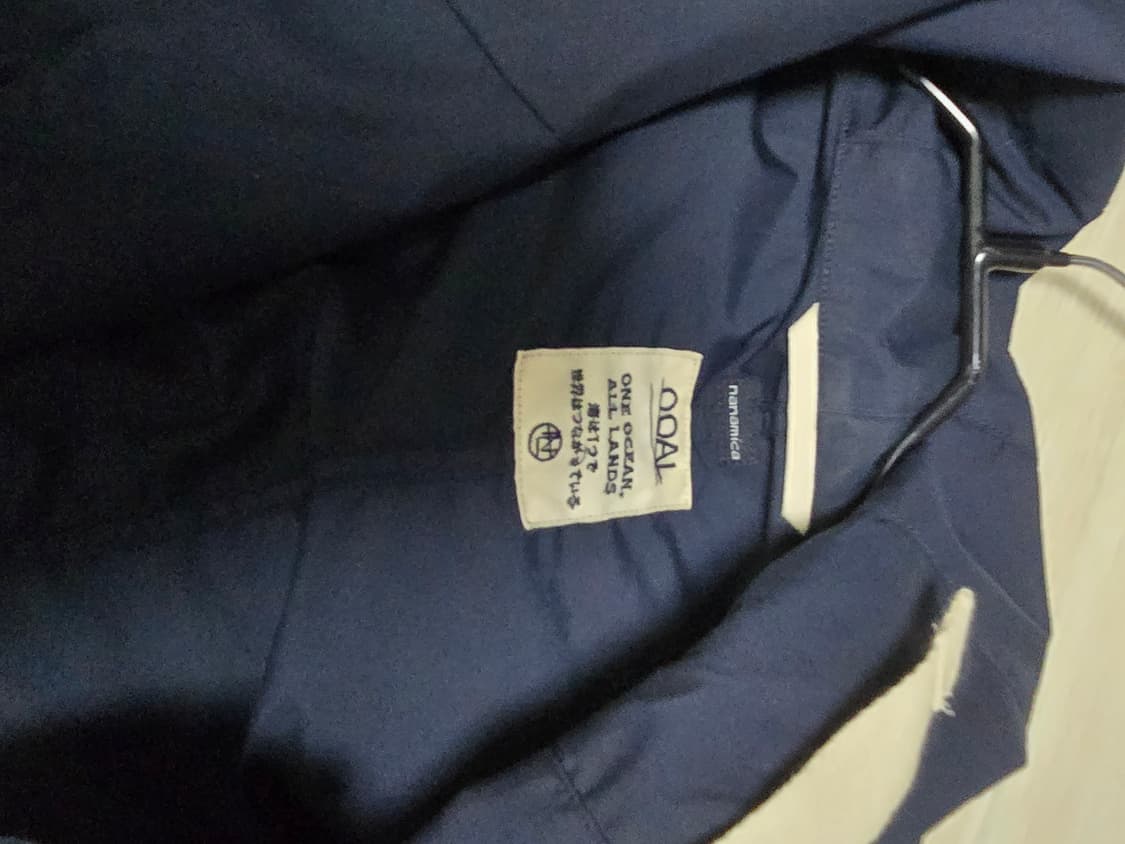 nanamica
OOAL
ONE OCEAN,
ALL LANDS
海は1つで
世界はつながっている